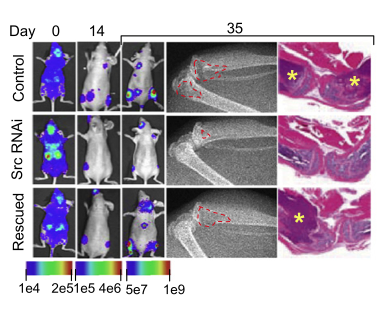 Day 0 14 35
Control
Src RNAi
Rescued
* *
*
1e4 2e5 1e5 4e6 5e7 1e9